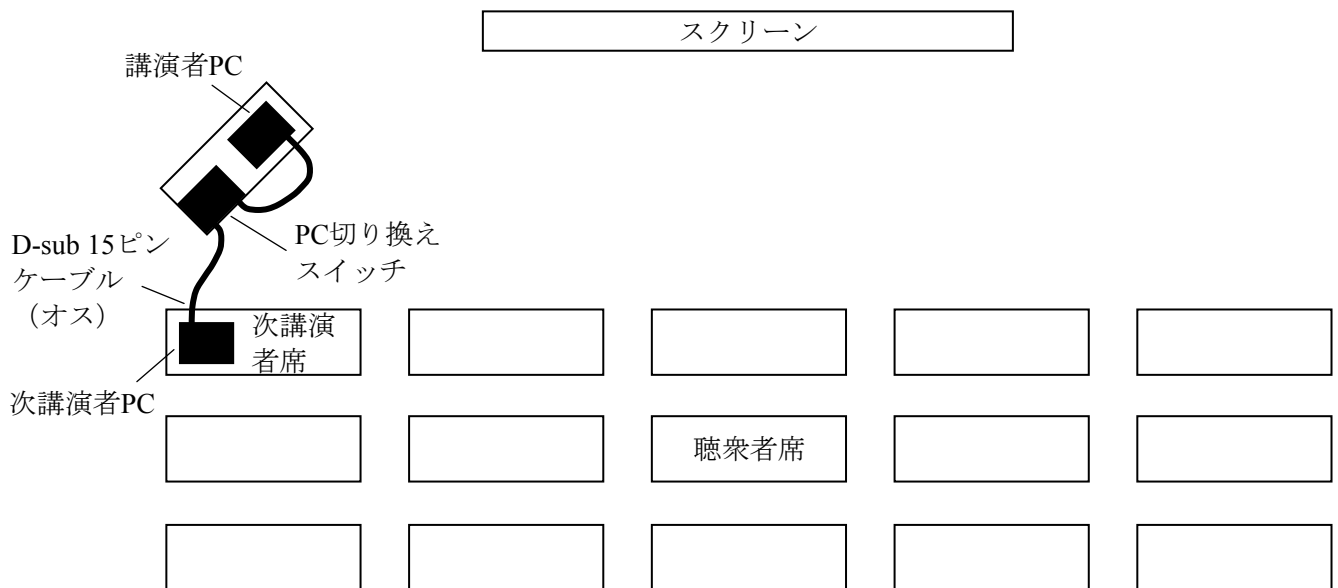 スクリーン
講演者PC
PC切り換え
スイッチ
D-sub 15ピン
ケーブル
（オス）
次講演
者席
次講演者PC
聴衆者席